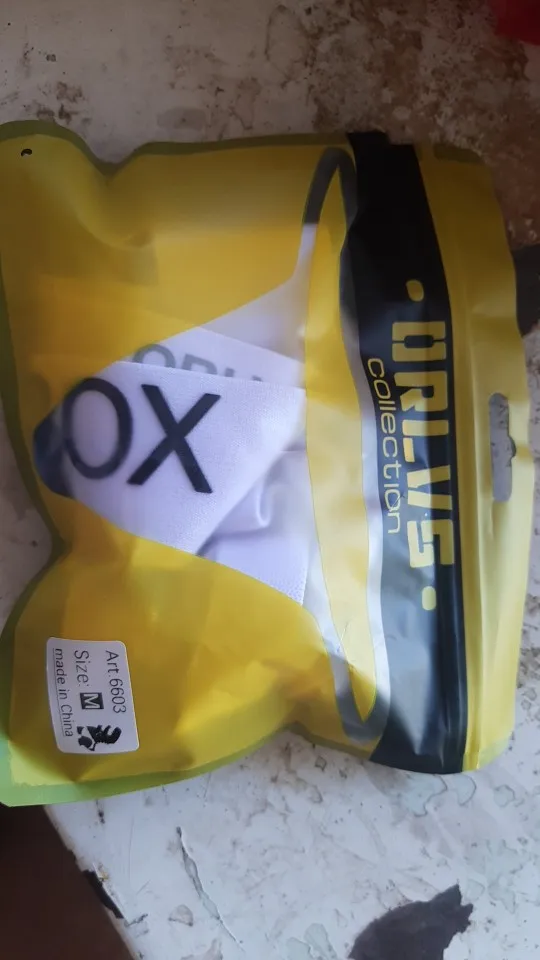 · ORLVS ·
collection
OX
Art 6603
Size: M
made in China